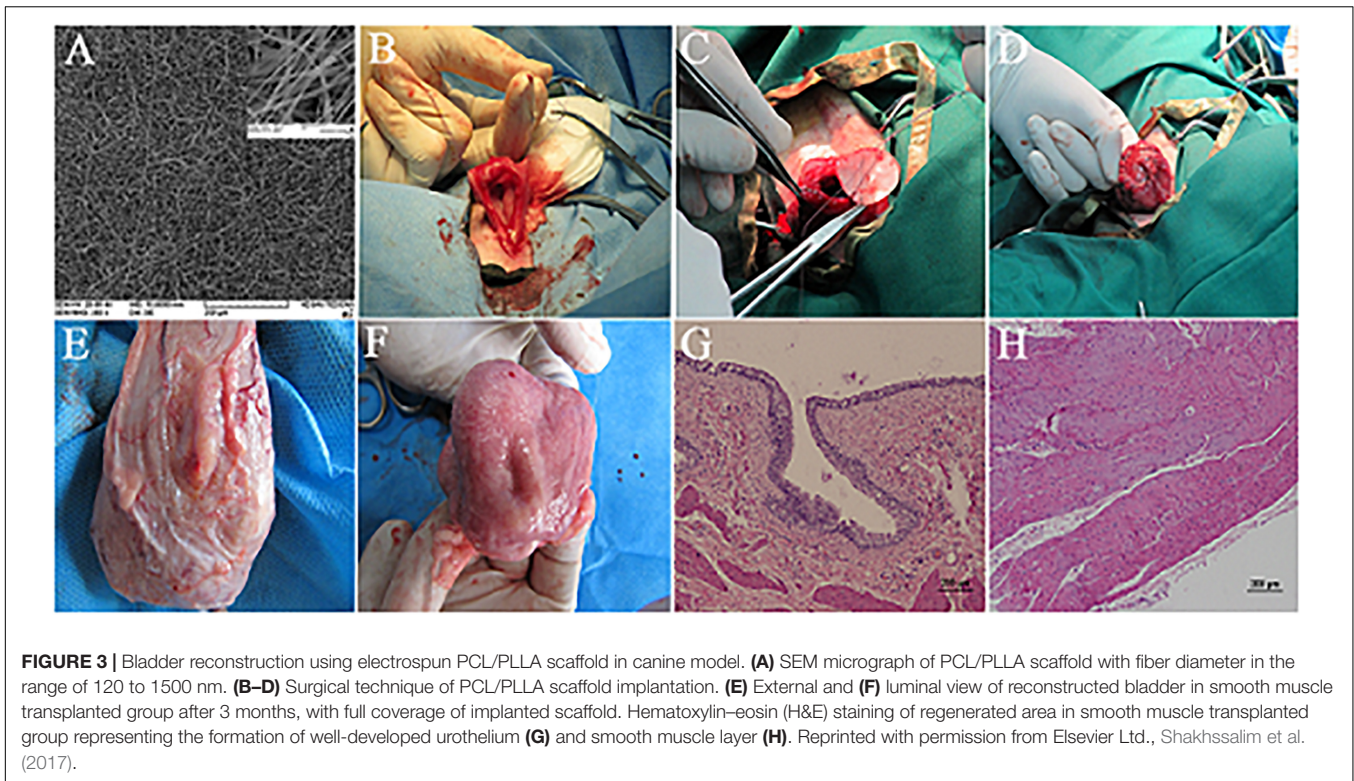 A
B
C
D
E
F
G
H
FIGURE 3 | Bladder reconstruction using electrospun PCL/PLLA scaffold in canine model. (A) SEM micrograph of PCL/PLLA scaffold with fiber diameter in the
range of 120 to 1500 nm. (B–D) Surgical technique of PCL/PLLA scaffold implantation. (E) External and (F) luminal view of reconstructed bladder in smooth muscle
transplanted group after 3 months, with full coverage of implanted scaffold. Hematoxylin–eosin (H&E) staining of regenerated area in smooth muscle transplanted
group representing the formation of well-developed urothelium (G) and smooth muscle layer (H). Reprinted with permission from Elsevier Ltd., Shakhssalim et al.
(2017).